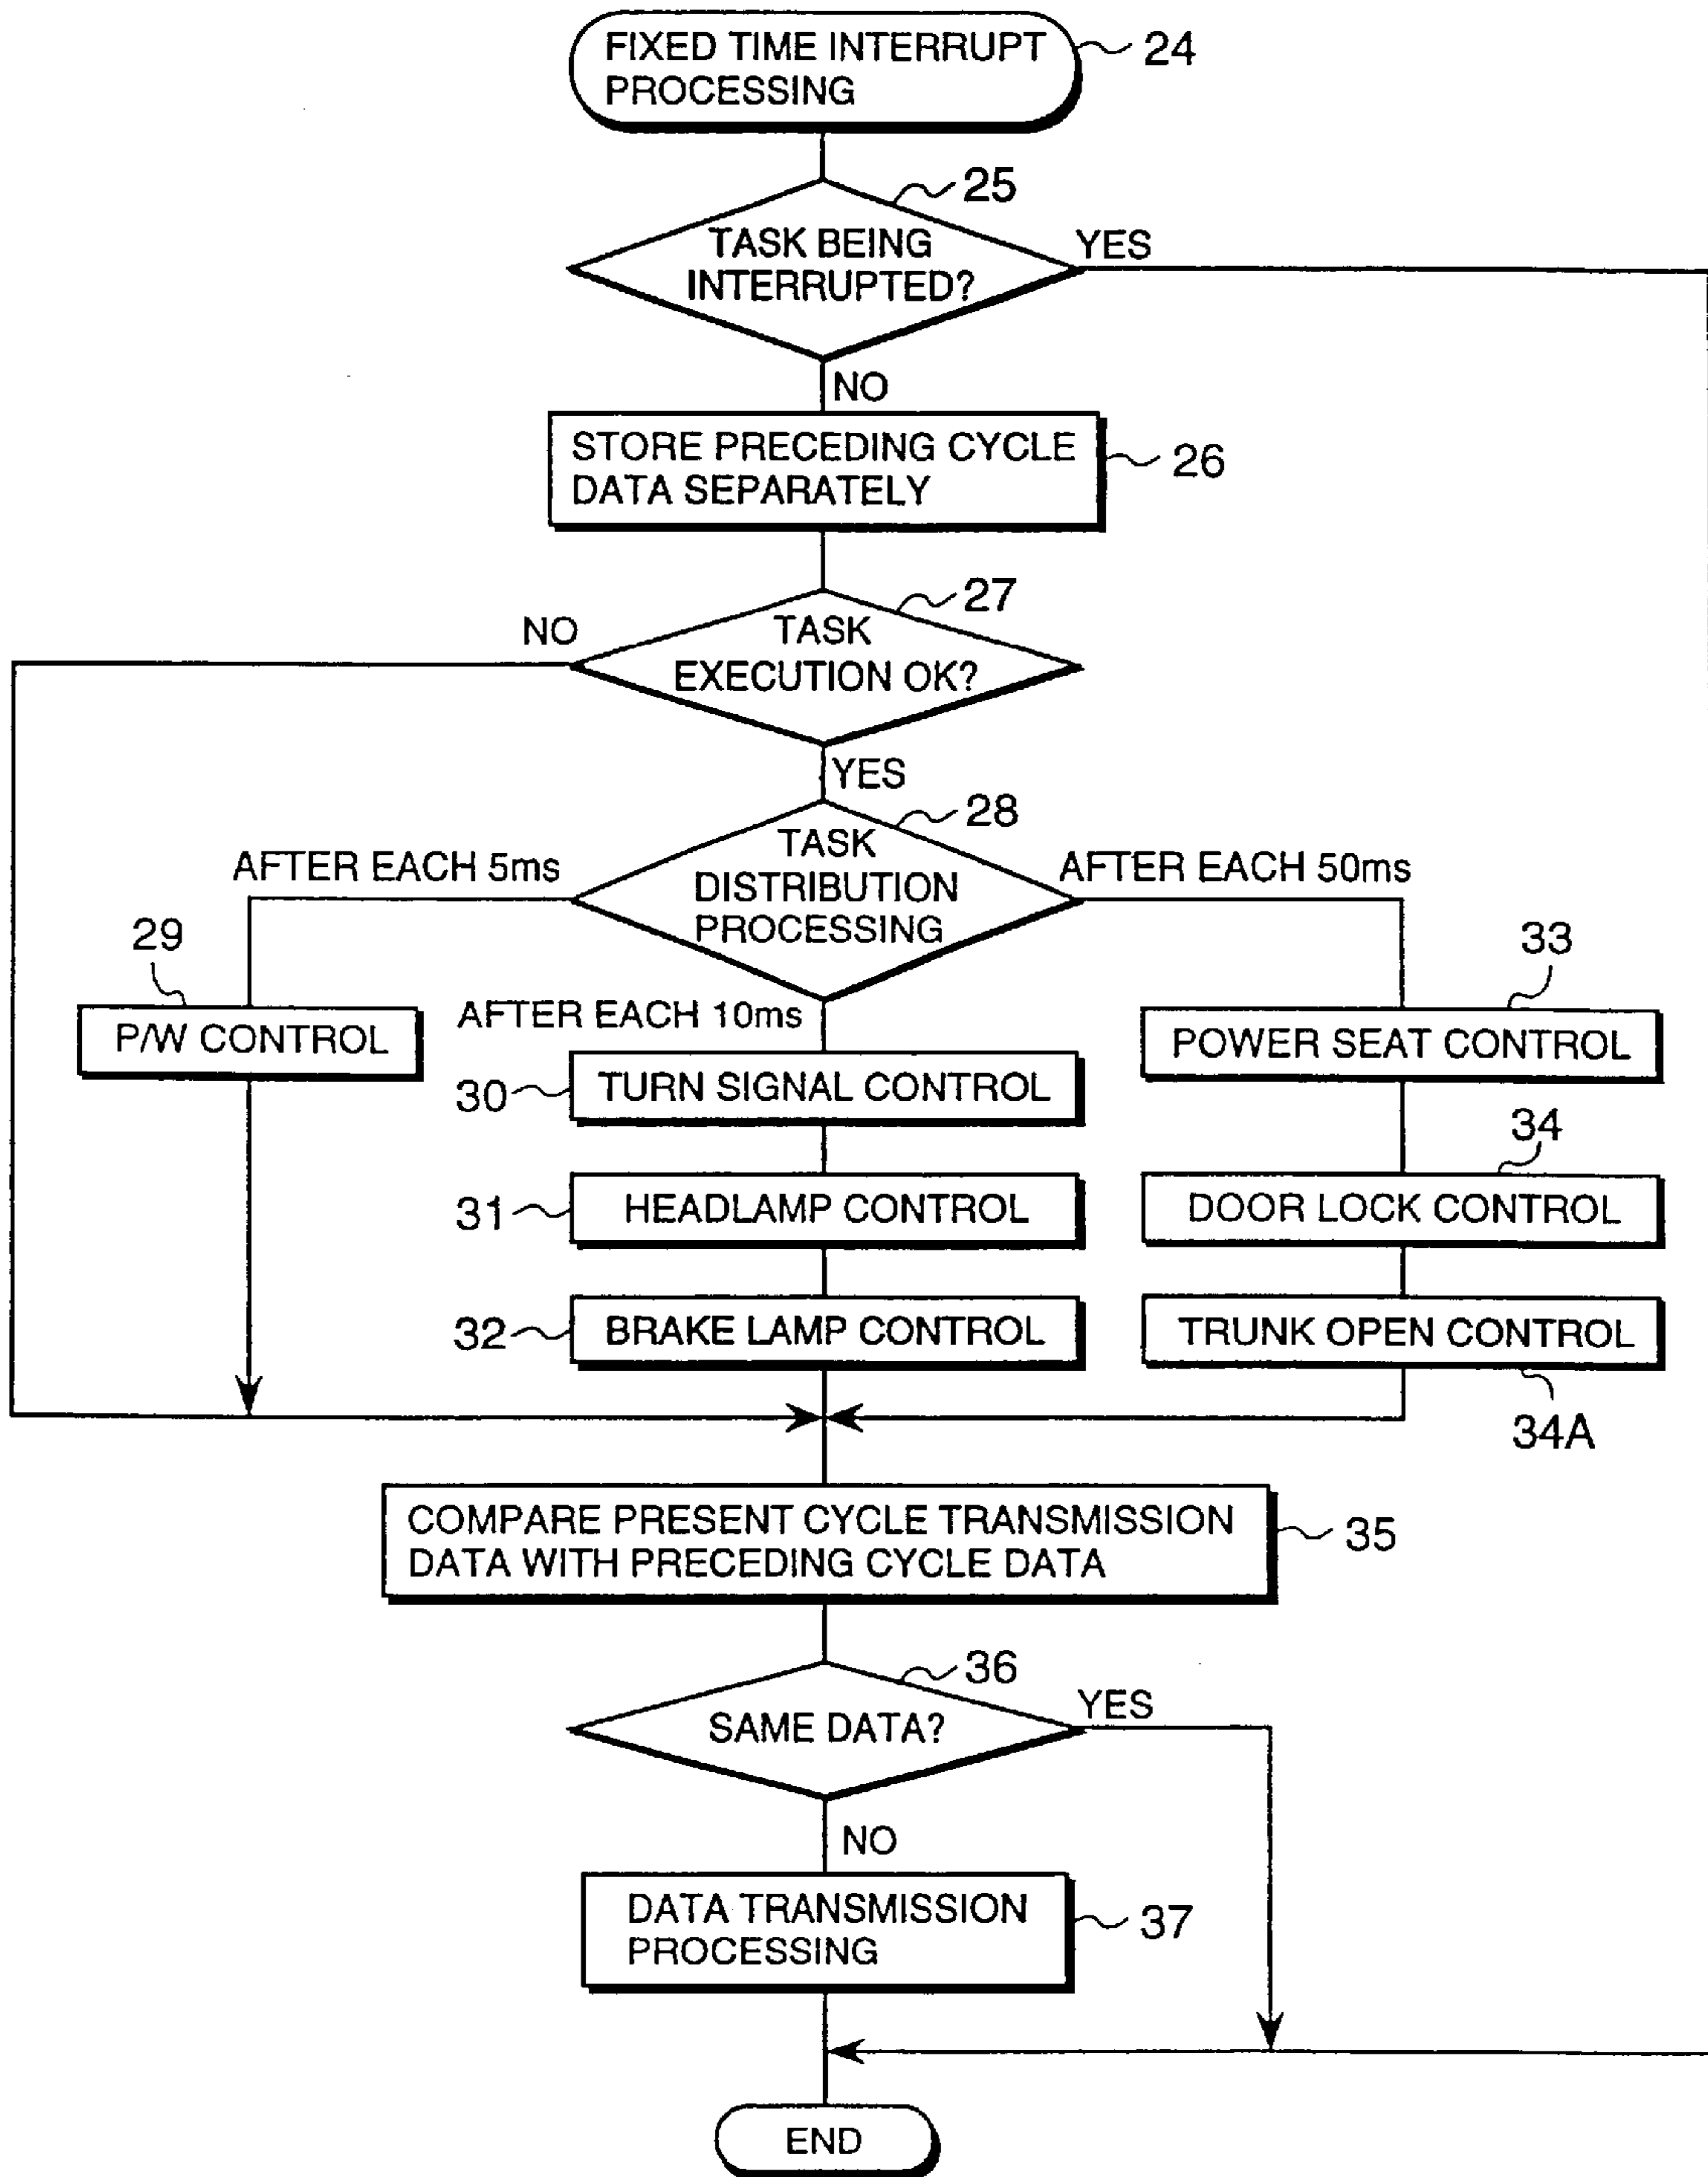 FIXED TIME INTERRUPT
PROCESSING
24
25
TASK BEING
INTERRUPTED?
YES
NO
STORE PRECEDING CYCLE
DATA SEPARATELY
26
27
NO
TASK
EXECUTION OK?
YES
28
AFTER EACH 5ms
TASK
DISTRIBUTION
PROCESSING
AFTER EACH 50ms
29
33
AFTER EACH 10ms
P/W CONTROL
POWER SEAT CONTROL
30
TURN SIGNAL CONTROL
34
31
HEADLAMP CONTROL
DOOR LOCK CONTROL
32
BRAKE LAMP CONTROL
TRUNK OPEN CONTROL
34A
COMPARE PRESENT CYCLE TRANSMISSION
DATA WITH PRECEDING CYCLE DATA
35
36
SAME DATA?
YES
NO
DATA TRANSMISSION
PROCESSING
37
END